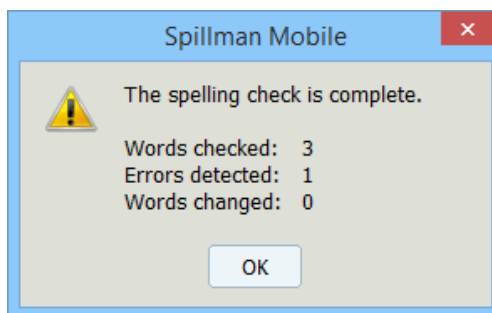 Spillman Mobile
The spelling check is complete.
Words checked: 3
Errors detected: 1
Words changed: 0
OK